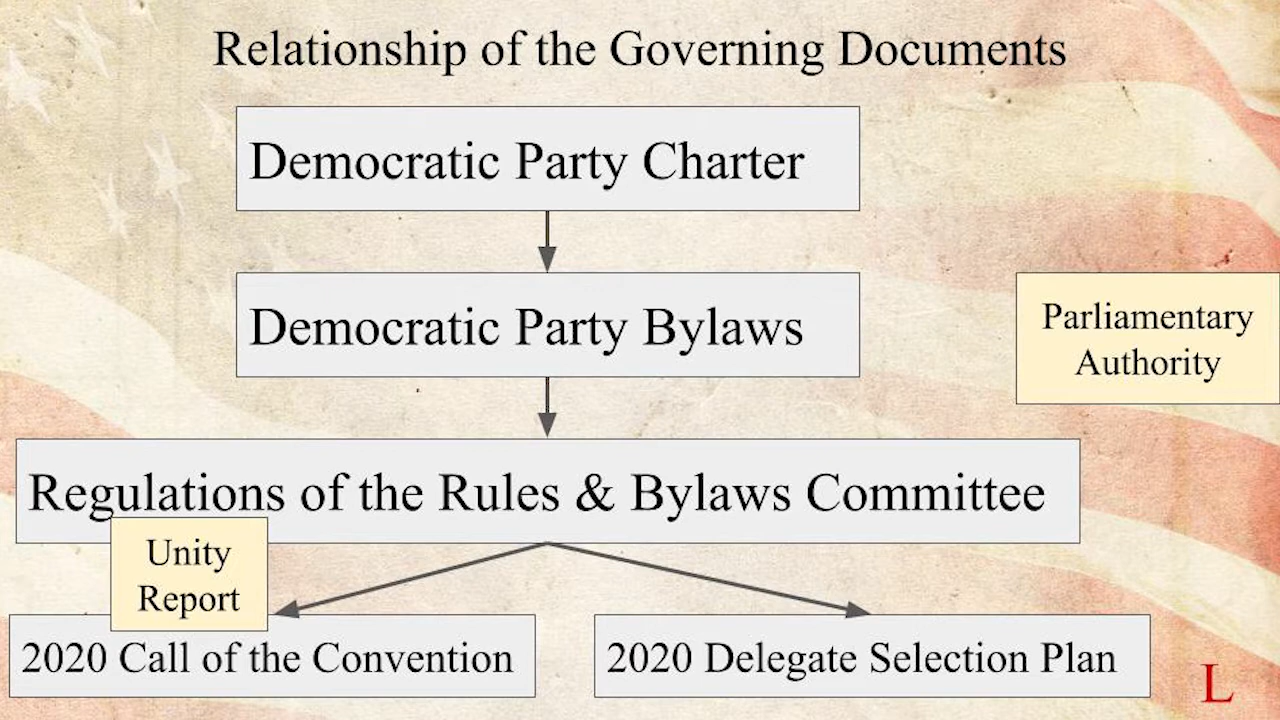 Relationship of the Governing Documents
Democratic Party Charter
Democratic Party Bylaws
Parliamentary
Authority
Regulations of the Rules & Bylaws Committee
Unity
Report
2020 Call of the Convention
2020 Delegate Selection Plan
L